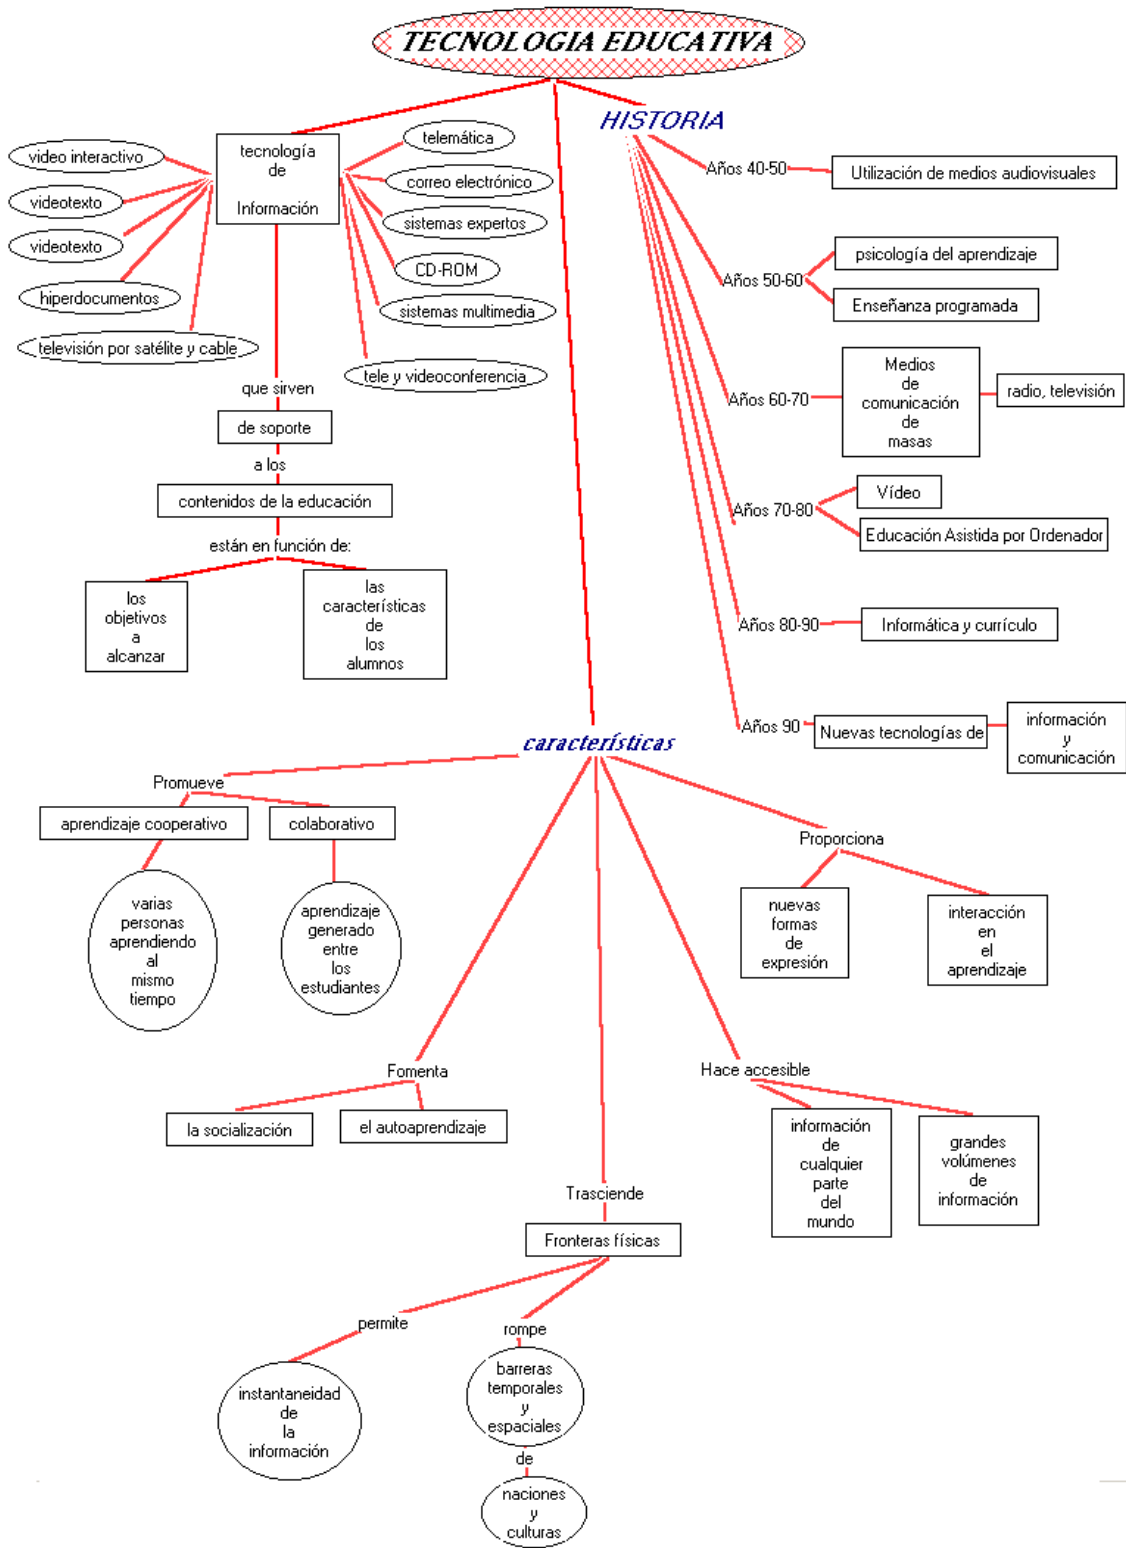 TECNOLOGIA EDUCATIVA
tecnología
de
Información
video interactivo
videotexto
videotexto
hiperdocumentos
televisión por satélite y cable
telemática
correo electrónico
sistemas expertos
CD-ROM
sistemas multimedia
tele y videoconferencia
que sirven
de soporte
a los
contenidos de la educación
están en función de:
los
objetivos
a
alcanzar
las
características
de
los
alumnos
HISTORIA
Años 40-50
Utilización de medios audiovisuales
Años 50-60
psicología del aprendizaje
Enseñanza programada
Años 60-70
Medios
de
comunicación
de
masas
radio, televisión
Años 70-80
Vídeo
Educación Asistida por Ordenador
Años 80-90
Informática y currículo
Años 90
Nuevas tecnologías de
información
y
comunicación
características
Promueve
aprendizaje cooperativo
colaborativo
varias
personas
aprendiendo
al
mismo
tiempo
aprendizaje
generado
entre
los
estudiantes
Proporciona
nuevas
formas
de
expresión
interacción
en
el
aprendizaje
Fomenta
la socialización
el autoaprendizaje
Hace accesible
información
de
cualquier
parte
del
mundo
grandes
volúmenes
de
información
Trasciende
Fronteras físicas
permite
instantaneidad
de
la
información
rompe
barreras
temporales
y
espaciales
de
naciones
y
culturas